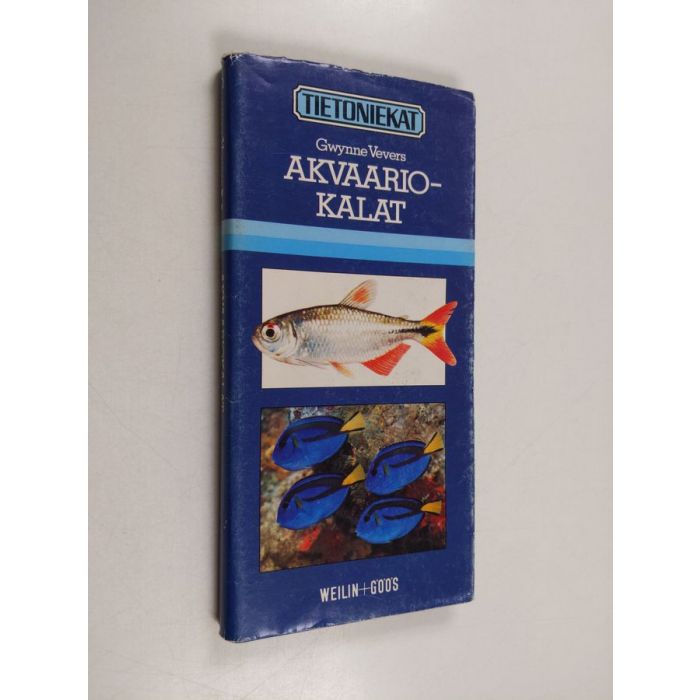 TIETONIEKAT
Gwynne Vevers
AKVAARIO-
KALAT
WEILIN+GÖÖS